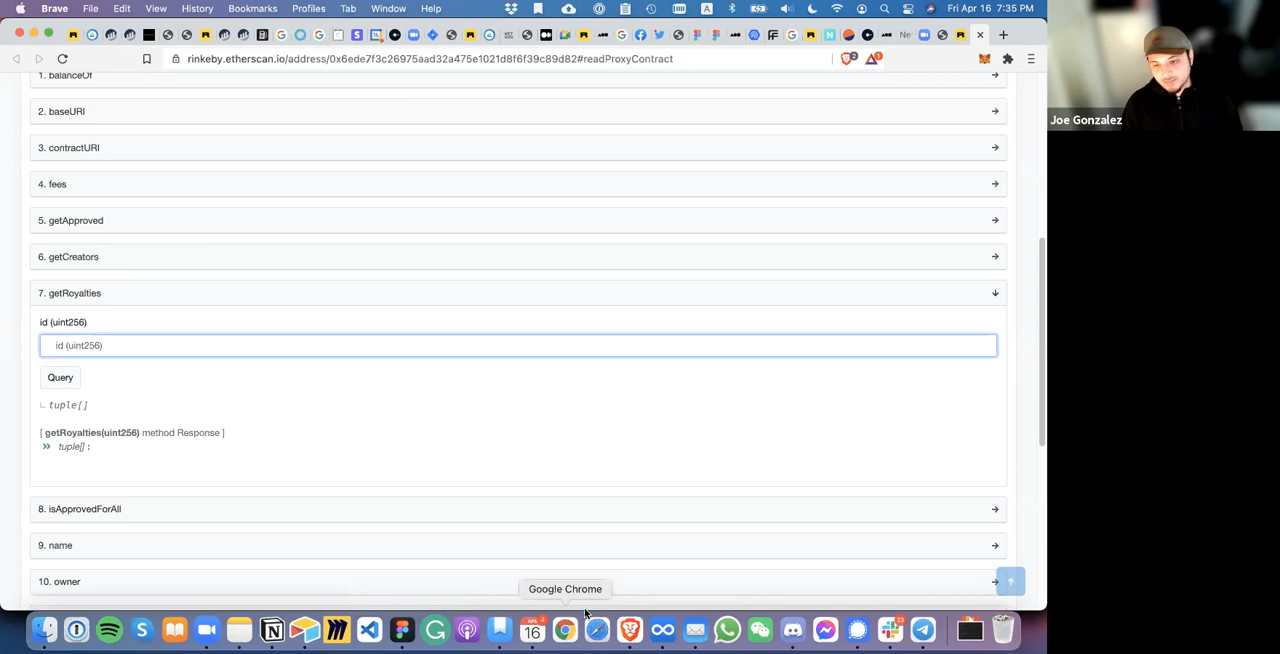 Brave File Edit View History Bookmarks Profiles Tab Window Help Fri Apr 16 7:35 PM
rinkeby.etherscan.io/address/0x6ede7f3c26975aad32a475e1021d8f6f39c89d82#readProxyContract
Joe Gonzalez
1. balanceOf
2. baseURI
3. contractURI
4. fees
5. getApproved
6. getCreators
7. getRoyalties
id (uint256)
id (uint256)
Query
tuple[]
[ getRoyalties(uint256) method Response ]
>> tuple[] :
8. isApprovedForAll
9. name
10. owner
Google Chrome
16
23